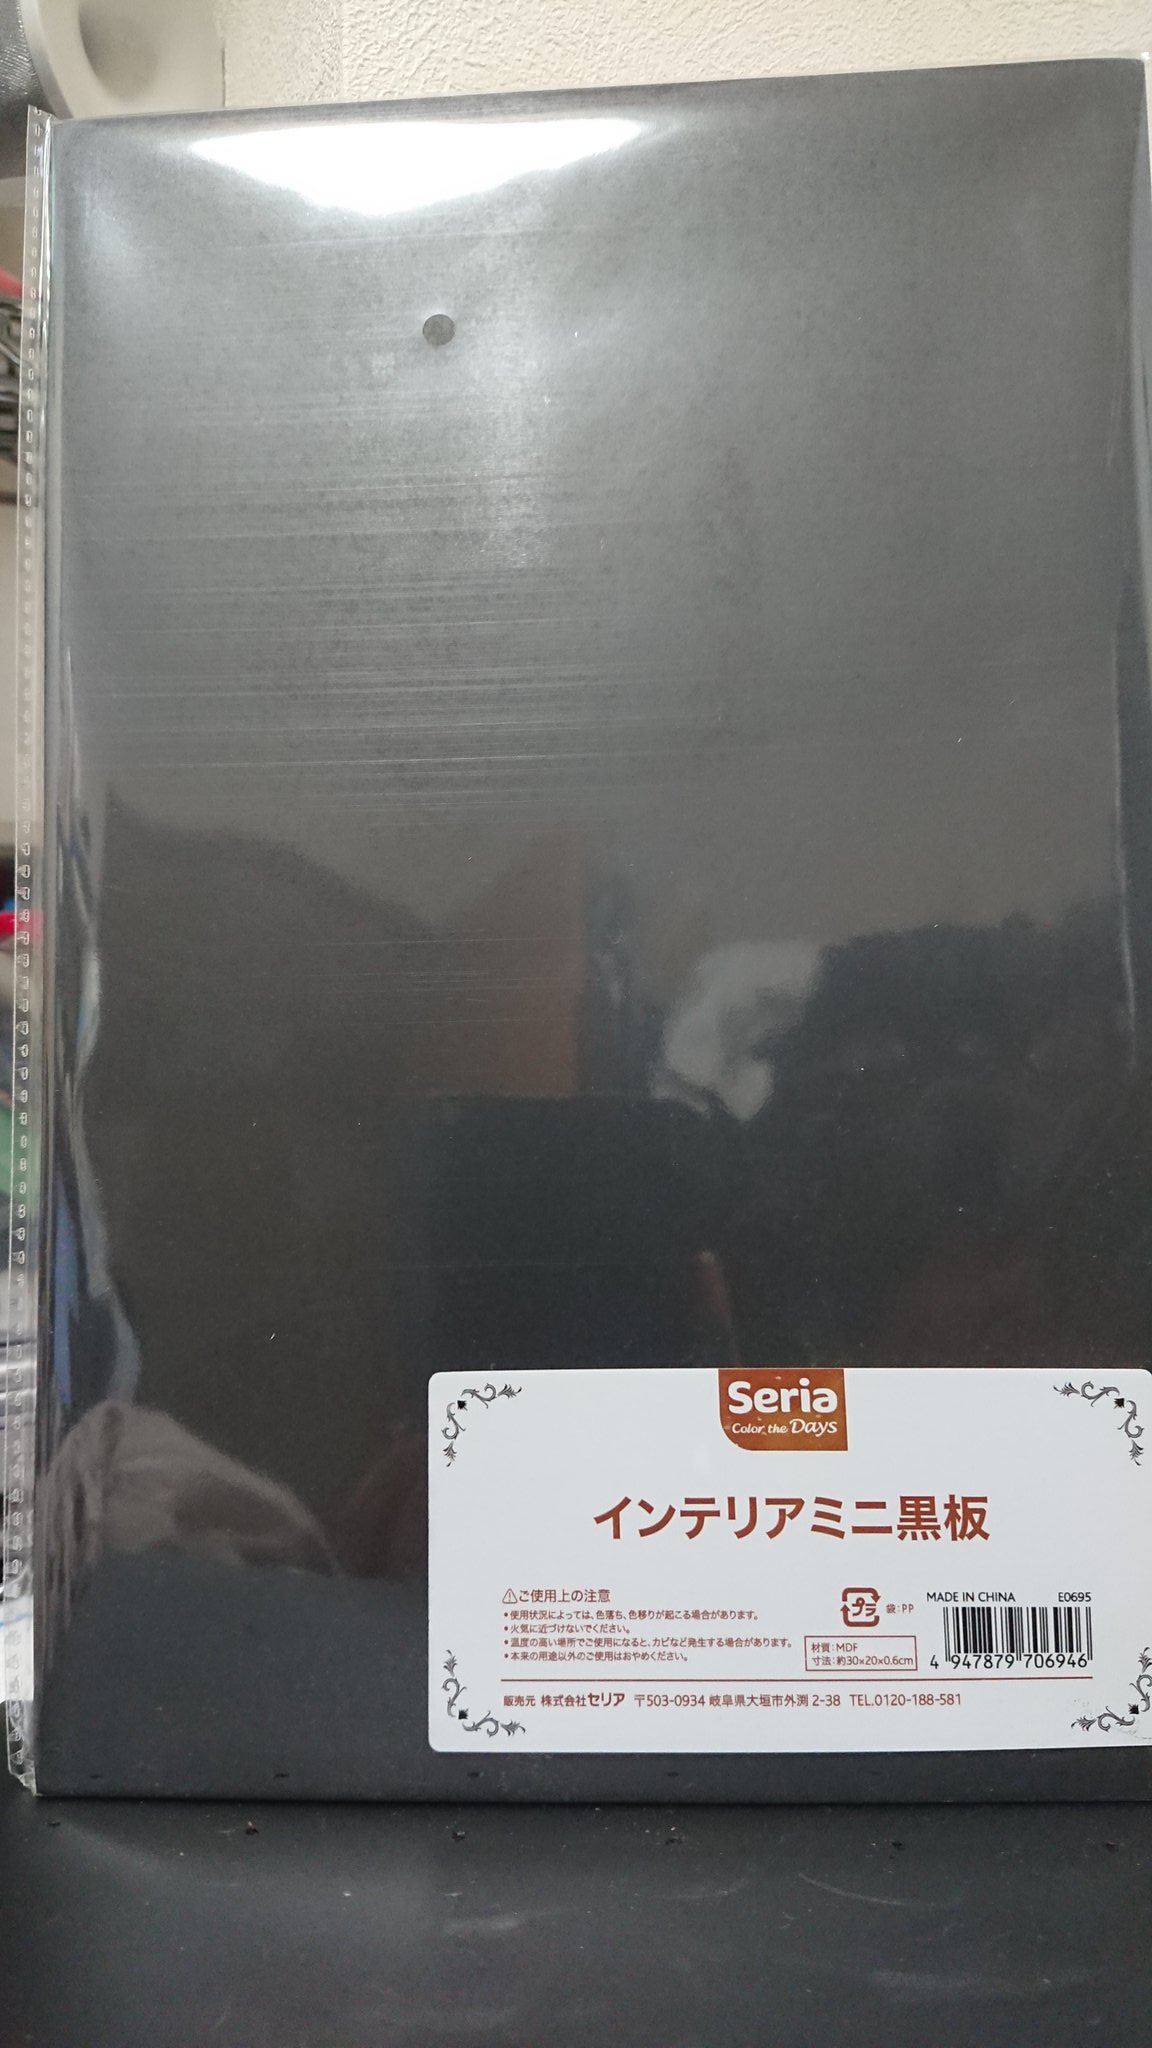 Seria
Color the Days
インテリアミニ黒板
⚠ご使用上の注意
•使用状況によっては、色落ち、色移りが起こる場合があります。
•火気に近づけないでください。
•温度の高い場所でご使用になると、カビなど発生する場合があります。
•本来の用途以外のご使用はおやめください。
プラ 袋:PP
材質:MDF
寸法:約30×20×0.6cm
MADE IN CHINA E0695
4 947879 706946
販売元 株式会社セリア 〒503-0934 岐阜県大垣市外渕 2-38 TEL.0120-188-581